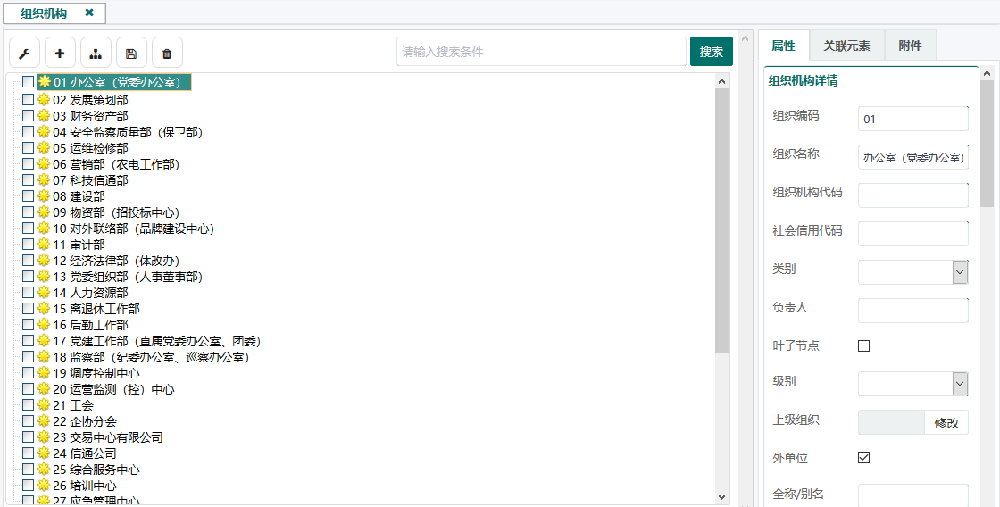 组织机构 ×
请输入搜索条件
搜索
01 办公室（党委办公室）
02 发展策划部
03 财务资产部
04 安全监察质量部（保卫部）
05 运维检修部
06 营销部（农电工作部）
07 科技信通部
08 建设部
09 物资部（招投标中心）
10 对外联络部（品牌建设中心）
11 审计部
12 经济法律部（体改办）
13 党委组织部（人事董事部）
14 人力资源部
15 离退休工作部
16 后勤工作部
17 党建工作部（直属党委办公室、团委）
18 监察部（纪委办公室、巡察办公室）
19 调度控制中心
20 运营监测（控）中心
21 工会
22 企协分会
23 交易中心有限公司
24 信通公司
25 综合服务中心
26 培训中心
27 应急管理中心
属性 关联元素 附件
组织机构详情
组织编码 01
组织名称 办公室（党委办公室）
组织机构代码
社会信用代码
类别
负责人
叶子节点
级别
上级组织 修改
外单位
全称/别名